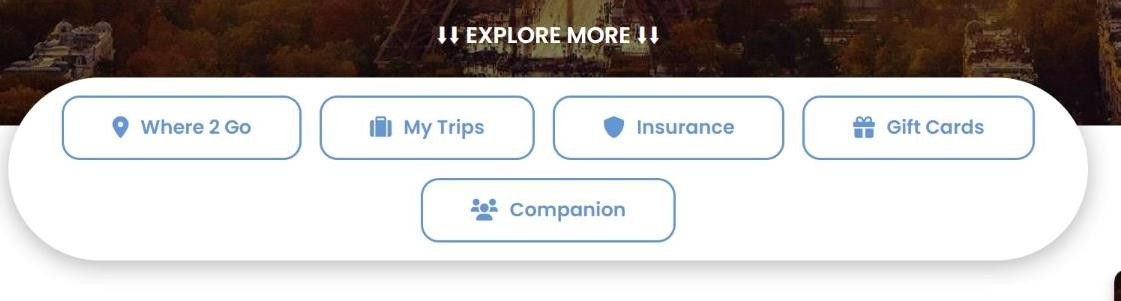 ⬇⬇ EXPLORE MORE ⬇⬇
Where 2 Go
My Trips
Insurance
Gift Cards
Companion